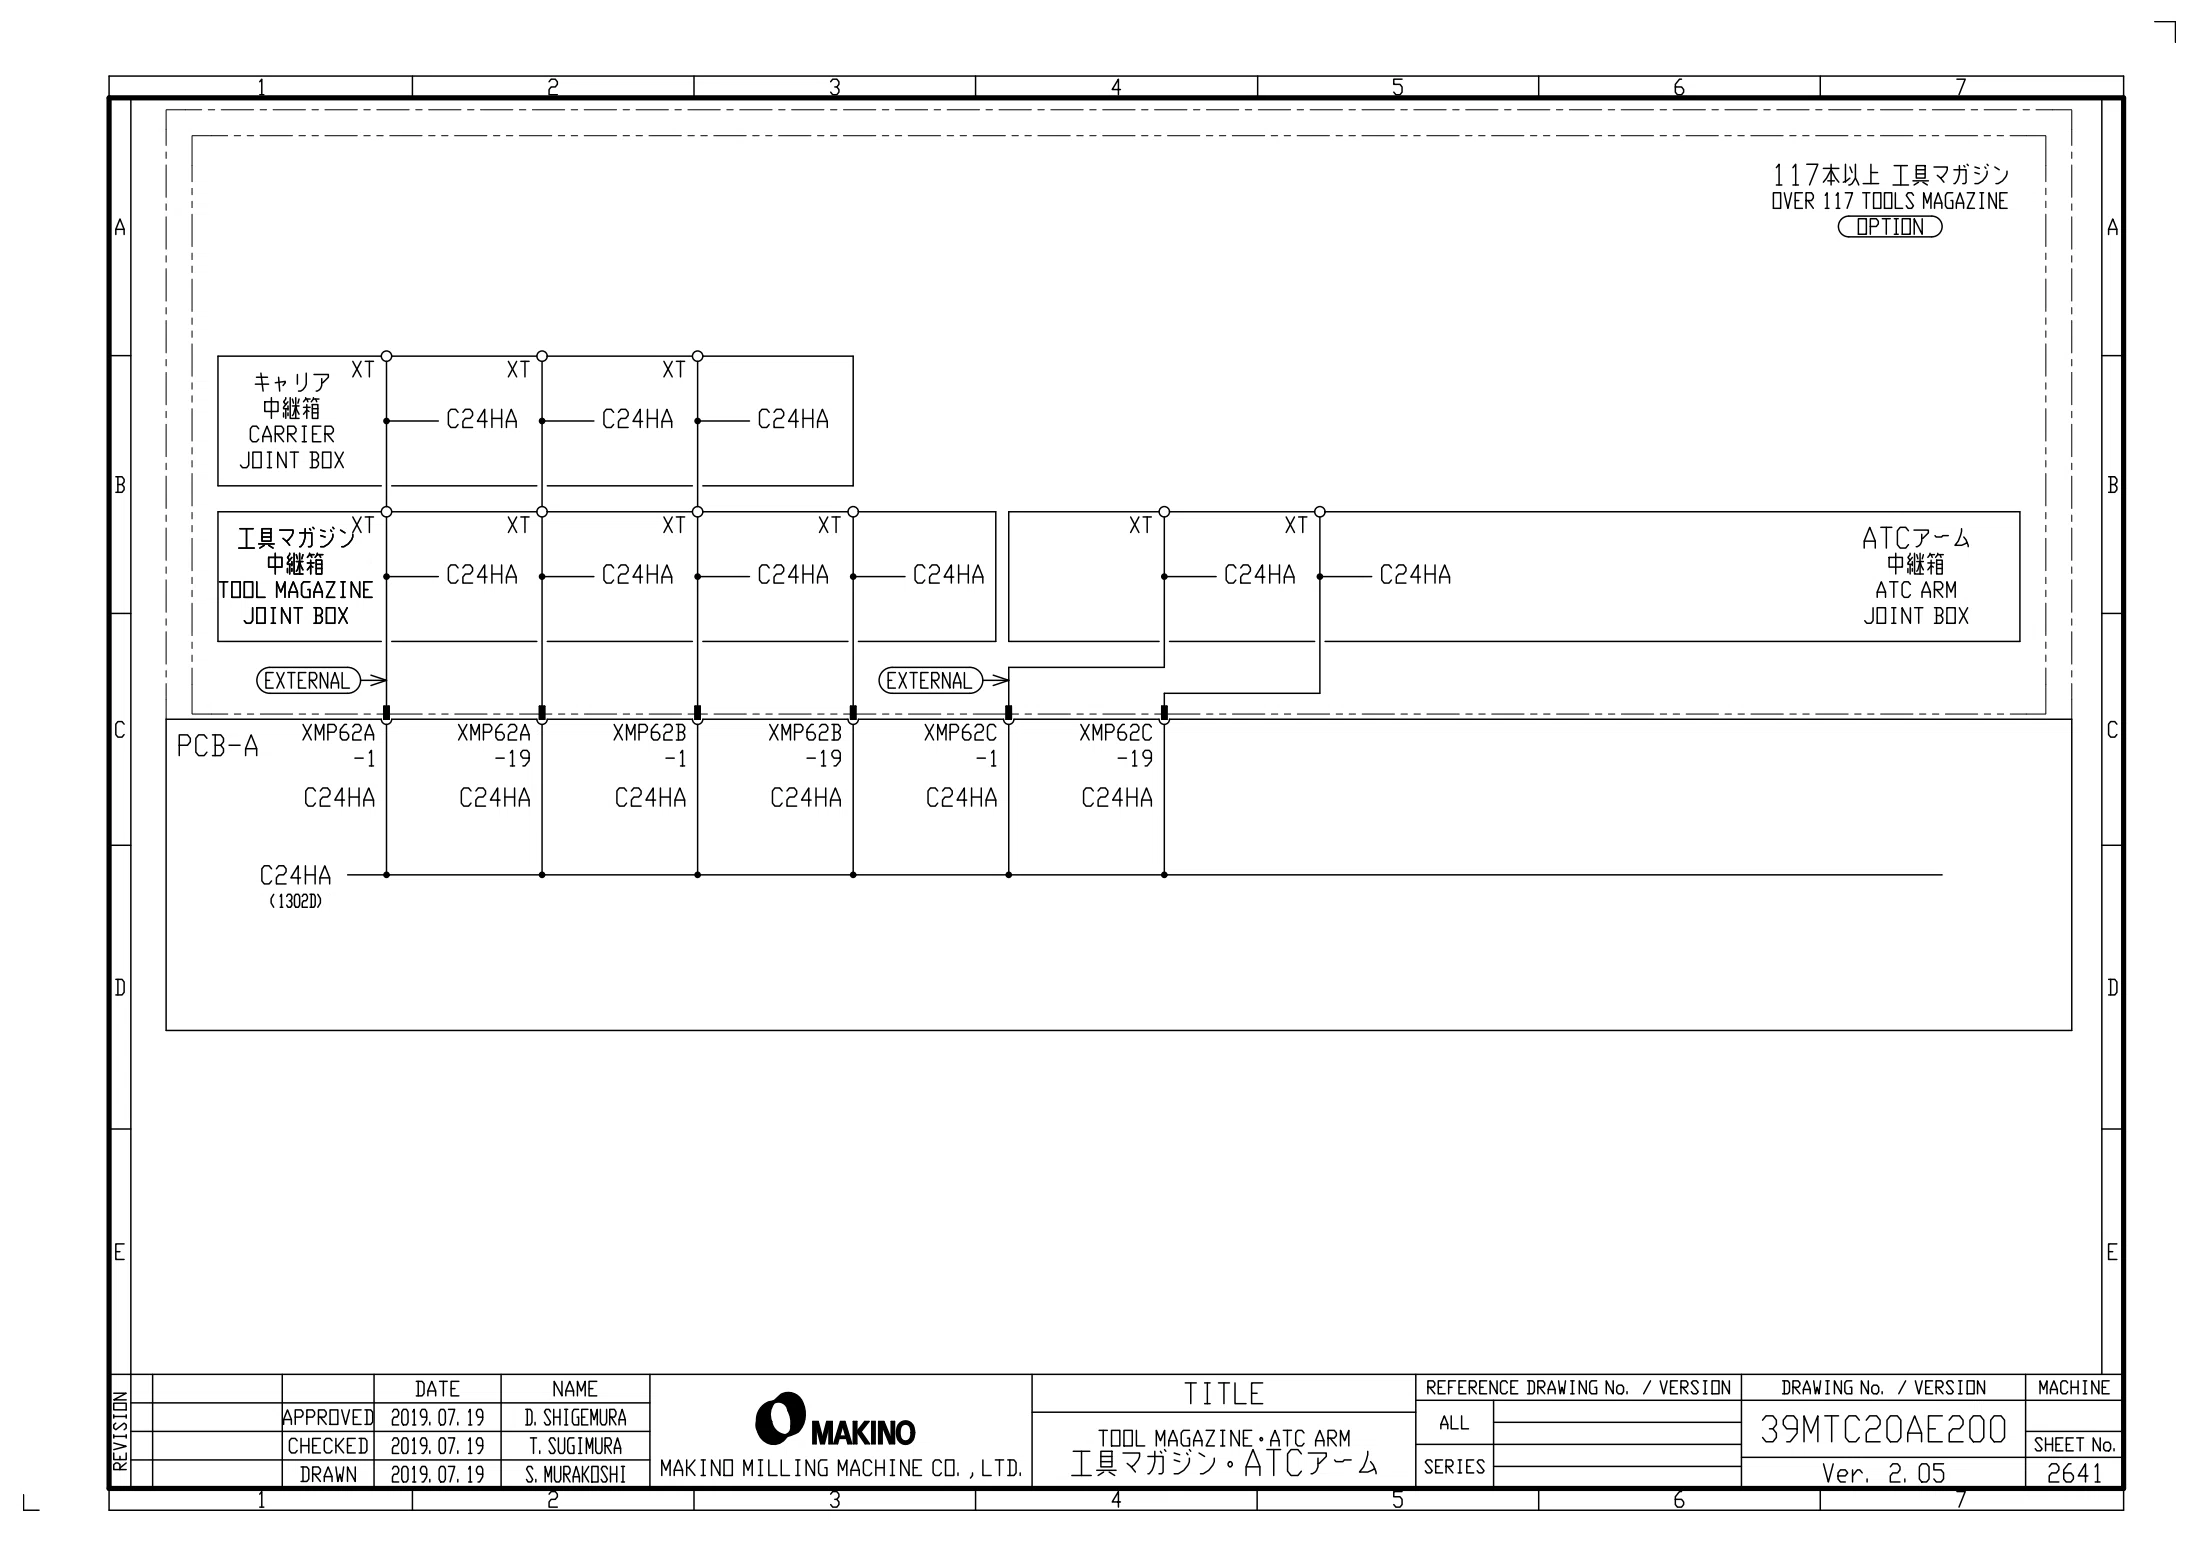 1 2 3 4 5 6 7
117本以上 工具マガジン
OVER 117 TOOLS MAGAZINE
OPTION
A A
XT XT XT
キャリア
中継箱
CARRIER
JOINT BOX
C24HA C24HA C24HA
B B
XT XT XT XT XT XT
工具マガジン
中継箱
TOOL MAGAZINE
JOINT BOX
C24HA C24HA C24HA C24HA C24HA C24HA
ATCアーム
中継箱
ATC ARM
JOINT BOX
EXTERNAL EXTERNAL
C C
PCB-A
XMP62A
-1
XMP62A
-19
XMP62B
-1
XMP62B
-19
XMP62C
-1
XMP62C
-19
C24HA C24HA C24HA C24HA C24HA C24HA
C24HA
(1302D)
D D
E E
REVISION
DATE NAME
APPROVED 2019.07.19 D. SHIGEMURA
CHECKED 2019.07.19 T. SUGIMURA
DRAWN 2019.07.19 S. MURAKOSHI
MAKINO
MAKINO MILLING MACHINE CO.,LTD.
TITLE
TOOL MAGAZINE・ATC ARM
工具マガジン・ATCアーム
REFERENCE DRAWING No. / VERSION
ALL
SERIES
DRAWING No. / VERSION
39MTC20AE200
Ver. 2.05
MACHINE
SHEET No.
2641
1 2 3 4 5 6 7